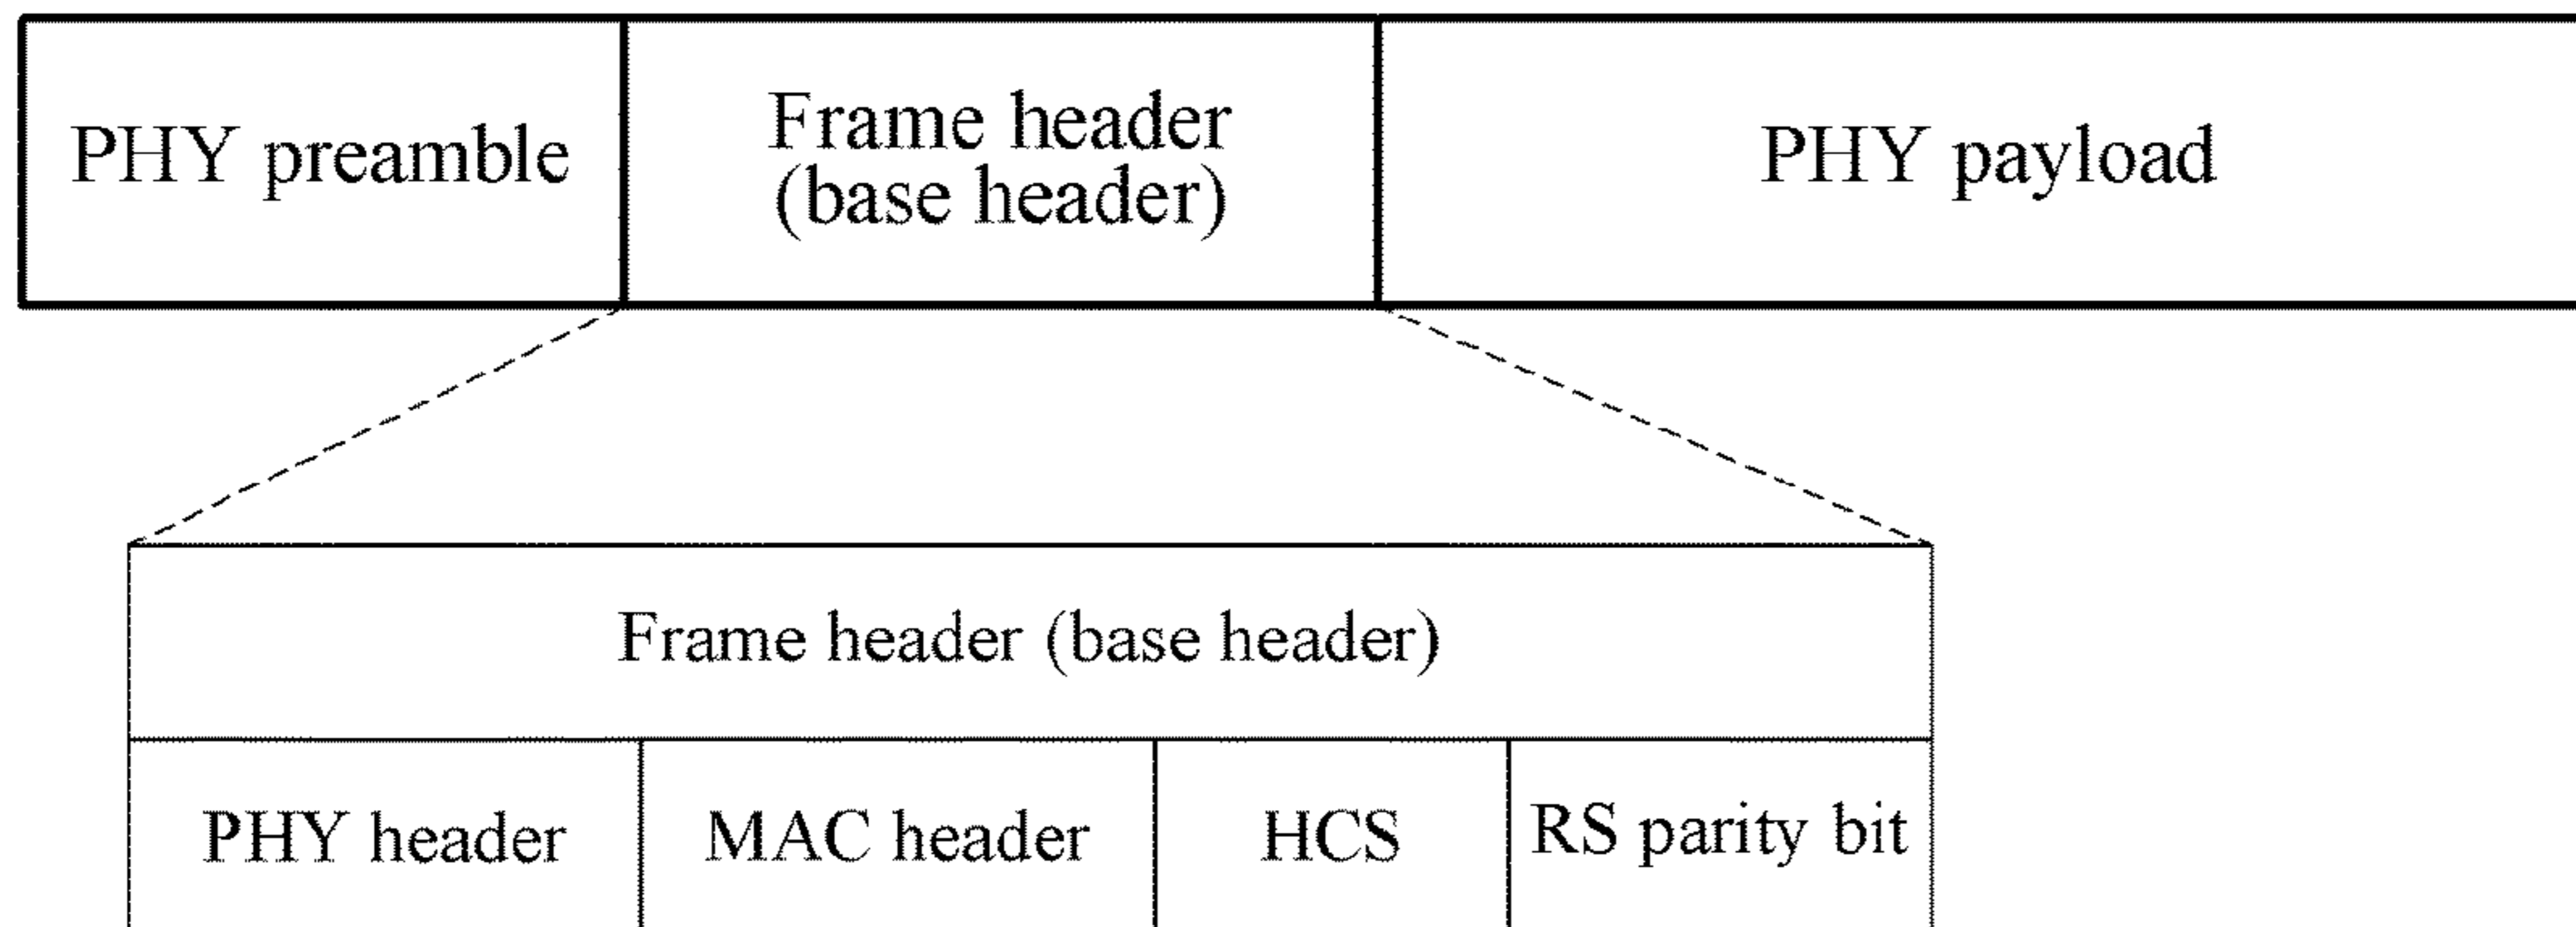 PHY preamble
Frame header
(base header)
PHY payload
Frame header (base header)
PHY header
MAC header
HCS
RS parity bit